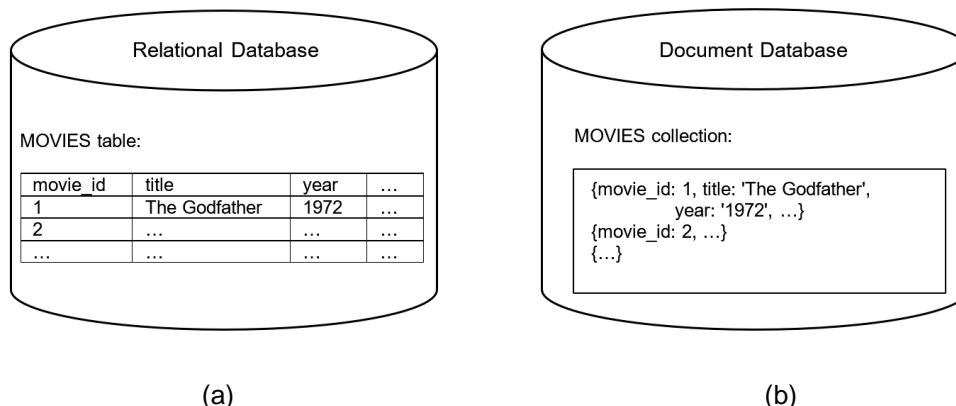 Relational Database
MOVIES table:
movie_id title year …
1 The Godfather 1972 …
2 … … …
… … … …
(a)
Document Database
MOVIES collection:
{movie_id: 1, title: 'The Godfather',
year: '1972', …}
{movie_id: 2, …}
{…}
(b)